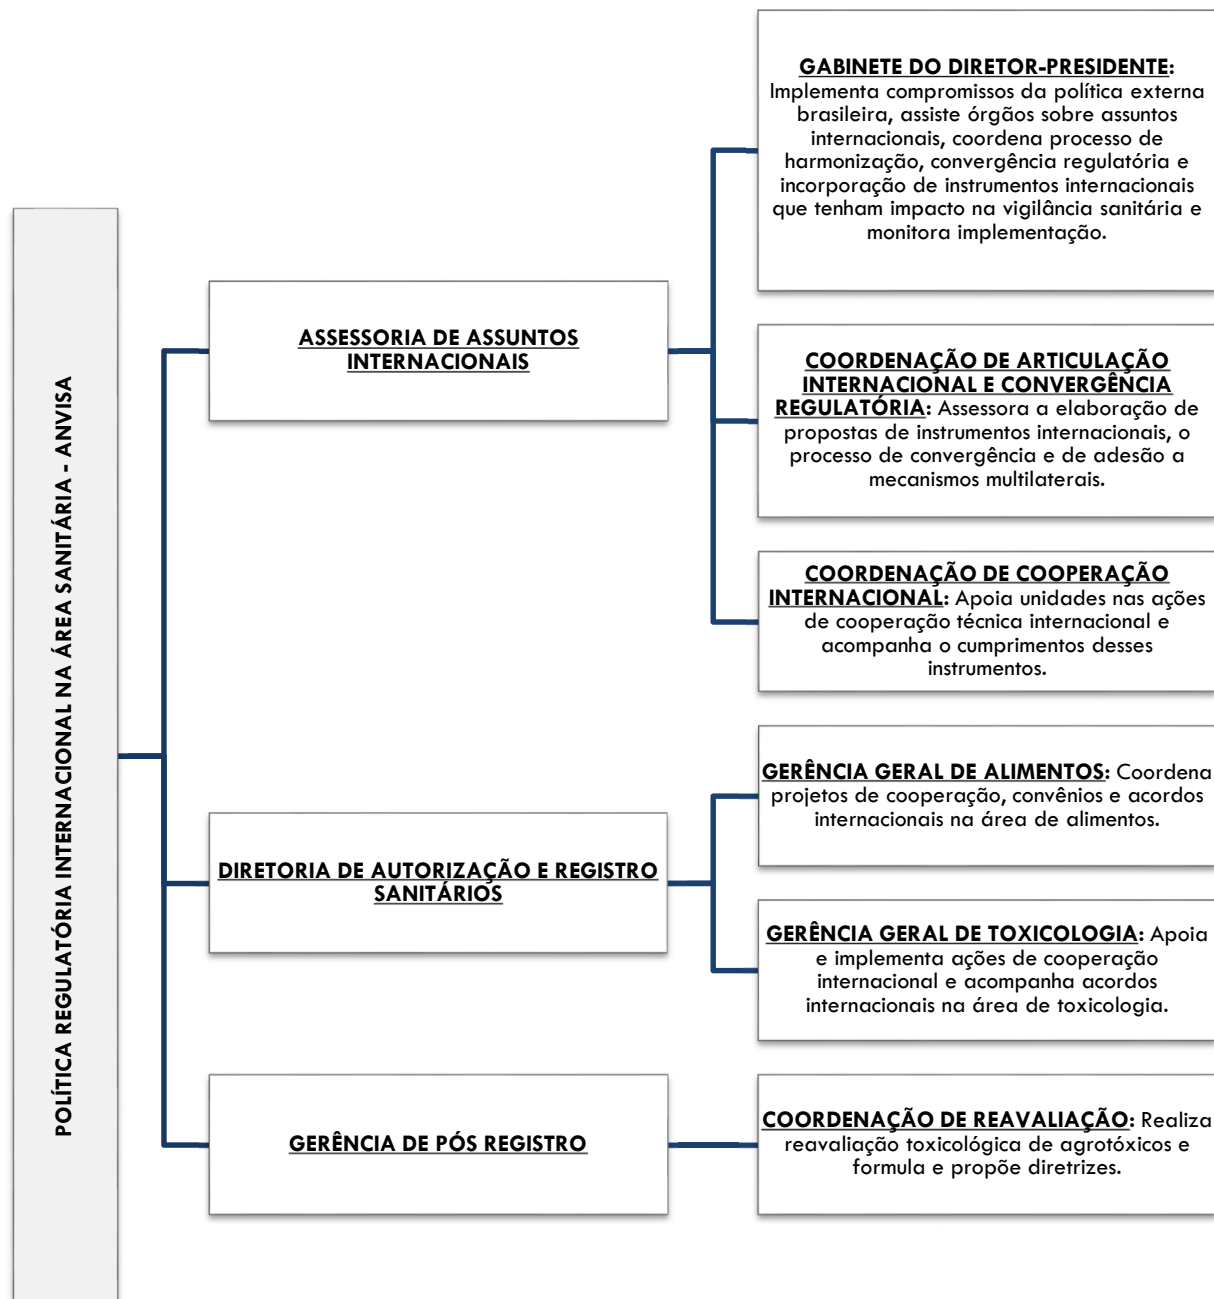 POLÍTICA REGULATÓRIA INTERNACIONAL NA ÁREA SANITÁRIA - ANVISA
ASSESSORIA DE ASSUNTOS
INTERNACIONAIS
GABINETE DO DIRETOR-PRESIDENTE:
Implementa compromissos da política externa
brasileira, assiste órgãos sobre assuntos
internacionais, coordena processo de
harmonização, convergência regulatória e
incorporação de instrumentos internacionais
que tenham impacto na vigilância sanitária e
monitora implementação.
COORDENAÇÃO DE ARTICULAÇÃO
INTERNACIONAL E CONVERGÊNCIA
REGULATÓRIA: Assessora a elaboração de
propostas de instrumentos internacionais, o
processo de convergência e de adesão a
mecanismos multilaterais.
COORDENAÇÃO DE COOPERAÇÃO
INTERNACIONAL: Apoia unidades nas ações
de cooperação técnica internacional e
acompanha o cumprimentos desses
instrumentos.
DIRETORIA DE AUTORIZAÇÃO E REGISTRO
SANITÁRIOS
GERÊNCIA GERAL DE ALIMENTOS: Coordena
projetos de cooperação, convênios e acordos
internacionais na área de alimentos.
GERÊNCIA GERAL DE TOXICOLOGIA: Apoia
e implementa ações de cooperação
internacional e acompanha acordos
internacionais na área de toxicologia.
GERÊNCIA DE PÓS REGISTRO
COORDENAÇÃO DE REAVALIAÇÃO: Realiza
reavaliação toxicológica de agrotóxicos e
formula e propõe diretrizes.